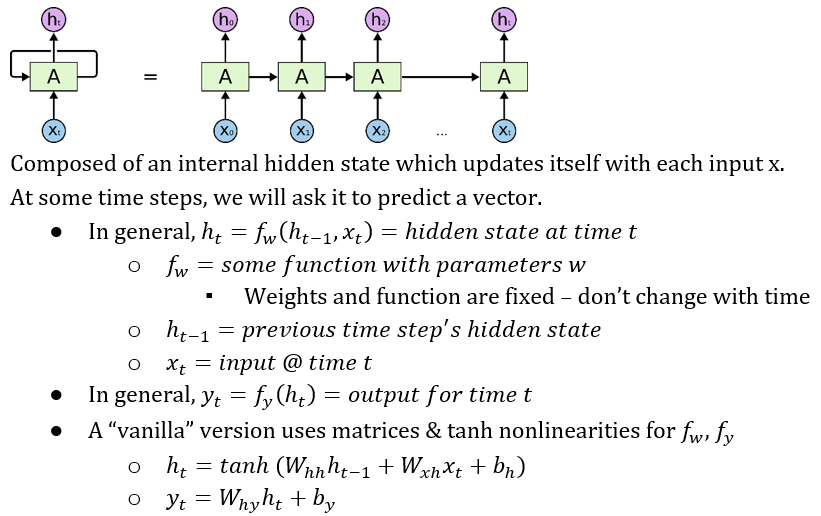 hₜ h₀ h₁ h₂ hₜ
A = A A A A
xₜ x₀ x₁ x₂ ... xₜ
Composed of an internal hidden state which updates itself with each input x.
At some time steps, we will ask it to predict a vector.
● In general, hₜ = f_w(hₜ₋₁, xₜ) = hidden state at time t
○ f_w = some function with parameters w
▪ Weights and function are fixed – don't change with time
○ hₜ₋₁ = previous time step′s hidden state
○ xₜ = input @ time t
● In general, yₜ = f_y(hₜ) = output for time t
● A “vanilla” version uses matrices & tanh nonlinearities for f_w, f_y
○ hₜ = tanh (W_hh hₜ₋₁ + W_xh xₜ + b_h)
○ yₜ = W_hy hₜ + b_y